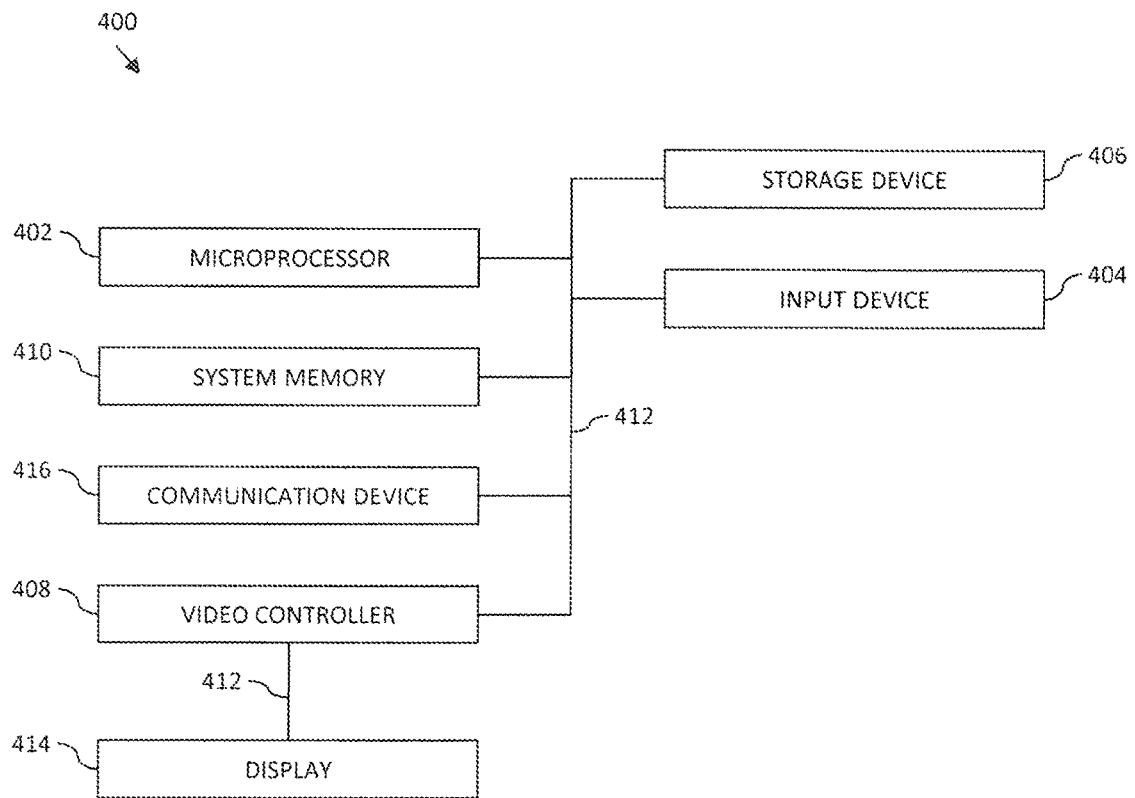 400
STORAGE DEVICE
406
402
MICROPROCESSOR
INPUT DEVICE
404
410
SYSTEM MEMORY
412
416
COMMUNICATION DEVICE
408
VIDEO CONTROLLER
412
414
DISPLAY